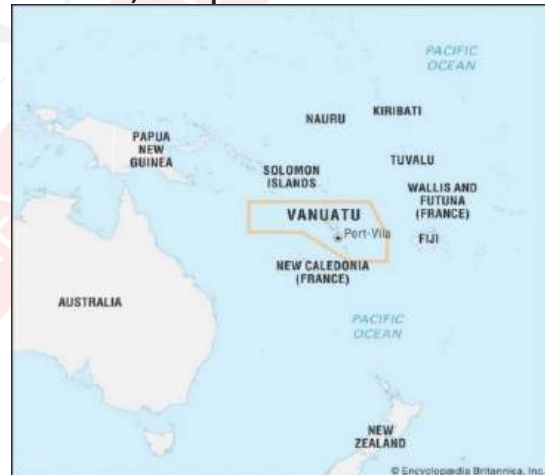 PACIFIC
OCEAN
KIRIBATI
NAURU
PAPUA
NEW
GUINEA
TUVALU
SOLOMON
ISLANDS
WALLIS AND
FUTUNA
(FRANCE)
VANUATU
Port-Vila
FIJI
NEW CALEDONIA
(FRANCE)
AUSTRALIA
PACIFIC
OCEAN
NEW
ZEALAND
© Encyclopædia Britannica, Inc.